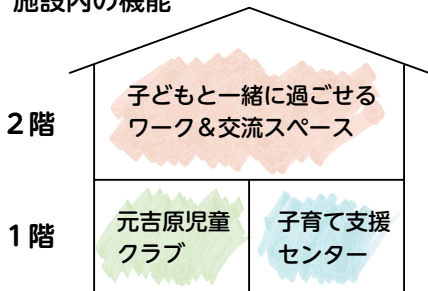 施設内の機能
2階
子どもと一緒に過ごせる
ワーク＆交流スペース
1階
元吉原児童
クラブ
子育て支援
センター